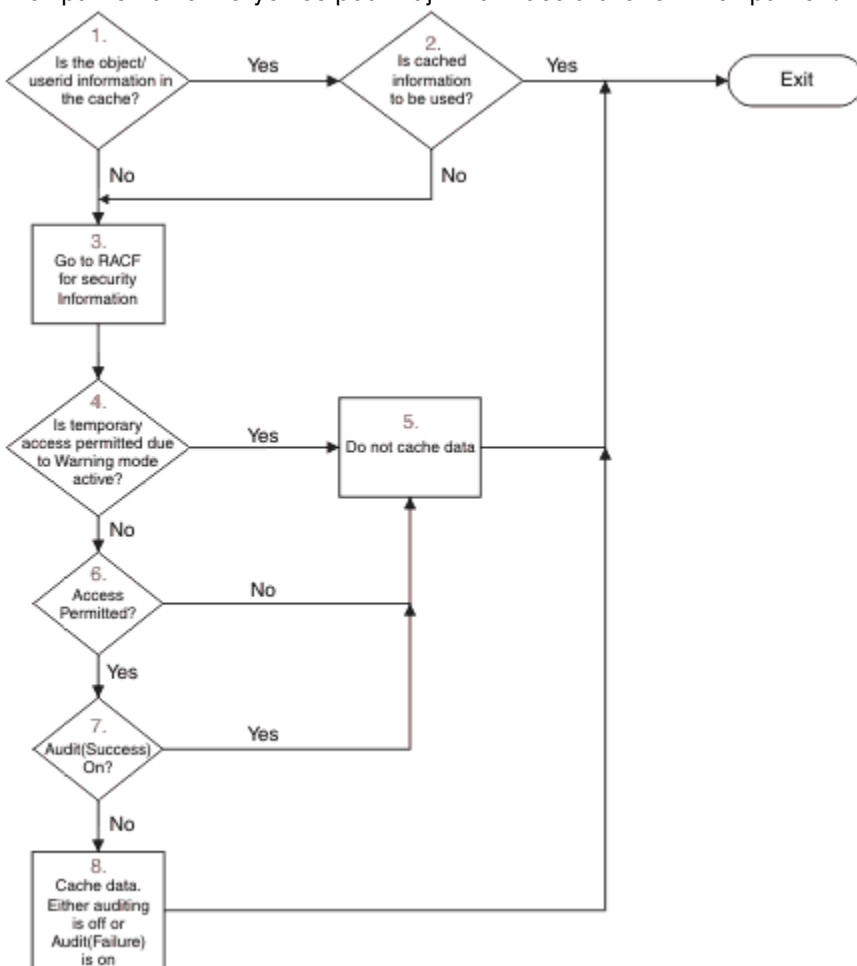 1.
Is the object/
userid information in
the cache?
Yes
2.
Is cached
information
to be used?
Yes
Exit
No
No
3.
Go to RACF
for security
Information
4.
Is temporary
access permitted due
to Warning mode
active?
Yes
5.
Do not cache data
No
6.
Access
Permitted?
No
Yes
7.
Audit(Success)
On?
Yes
No
8.
Cache data.
Either auditing
is off or
Audit(Failure)
is on